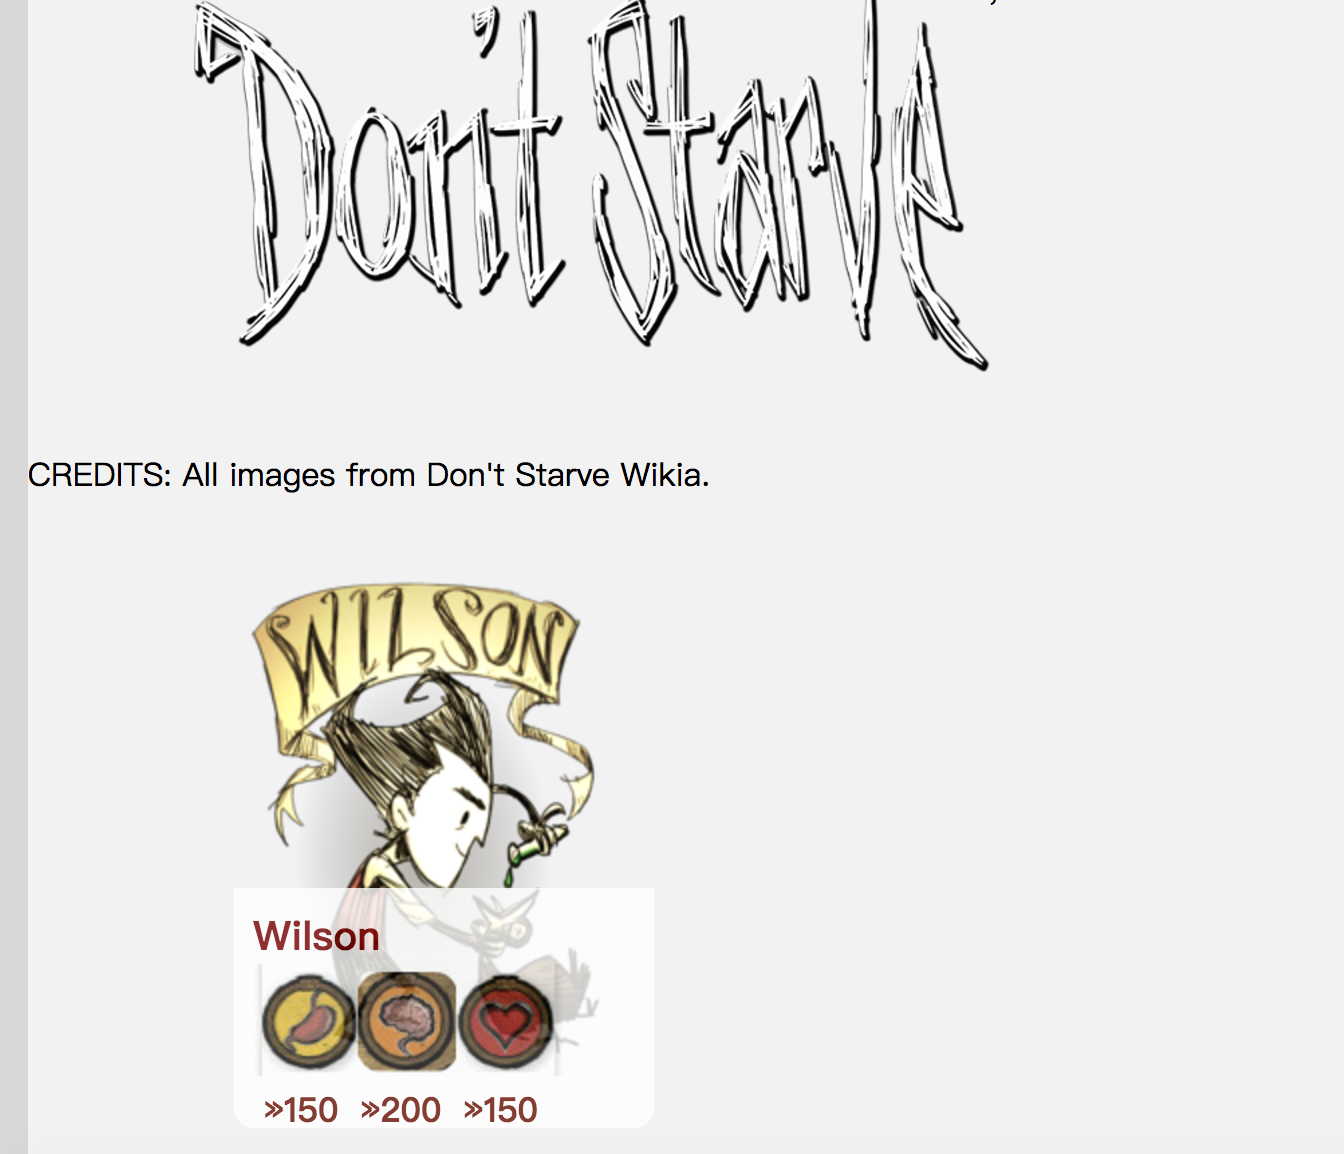 Don't Starve
CREDITS: All images from Don't Starve Wikia.
WILSON
Wilson
»150 »200 »150